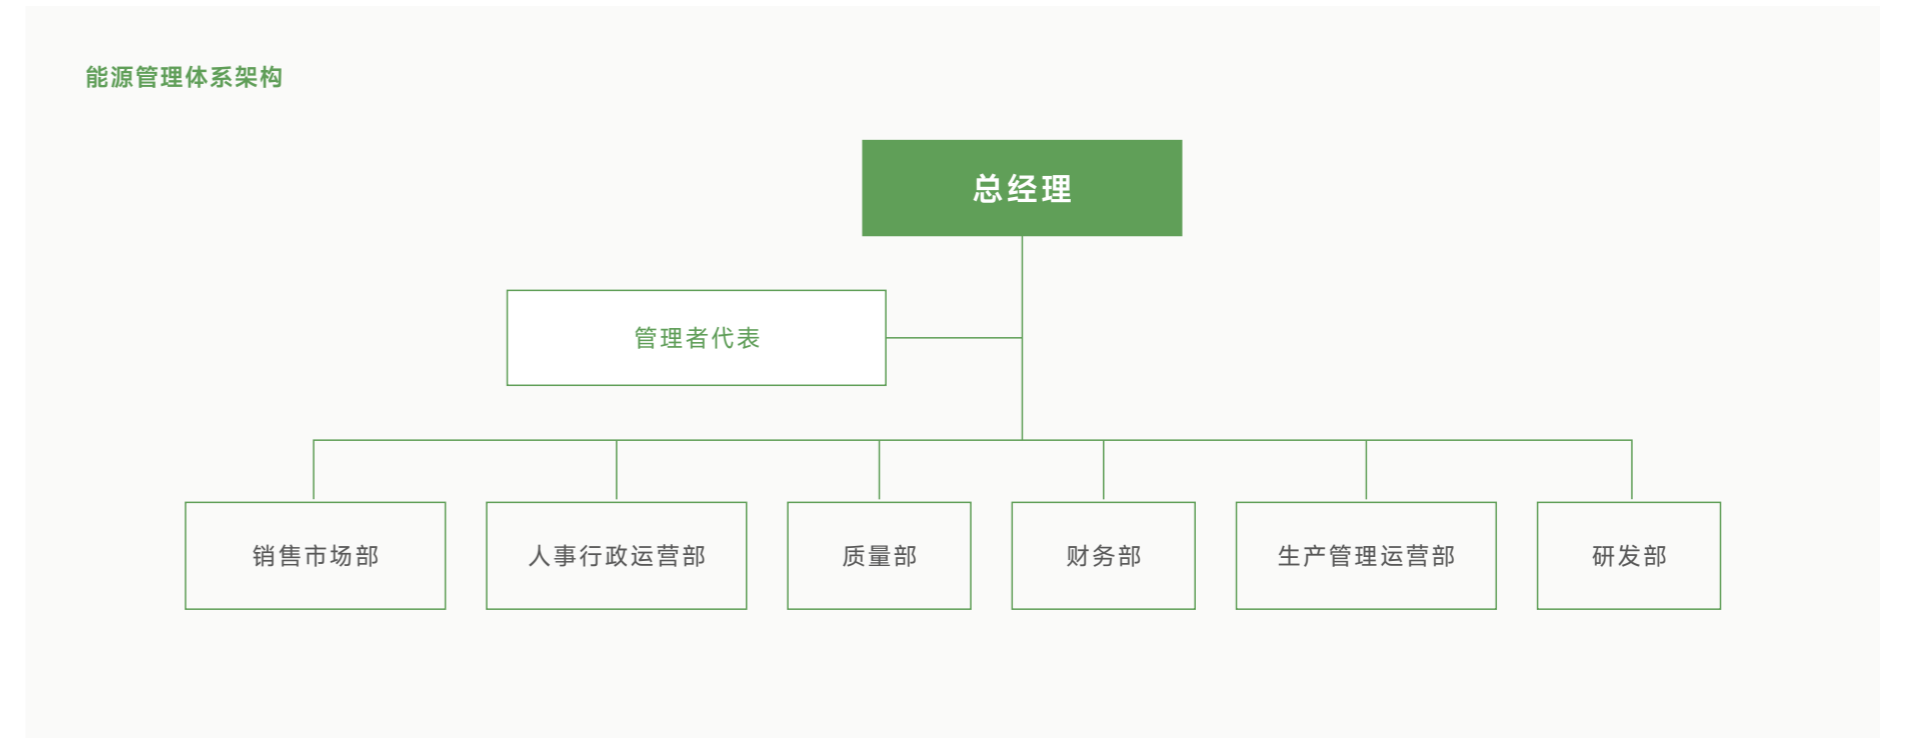 能源管理体系架构
总经理
管理者代表
销售市场部
人事行政运营部
质量部
财务部
生产管理运营部
研发部